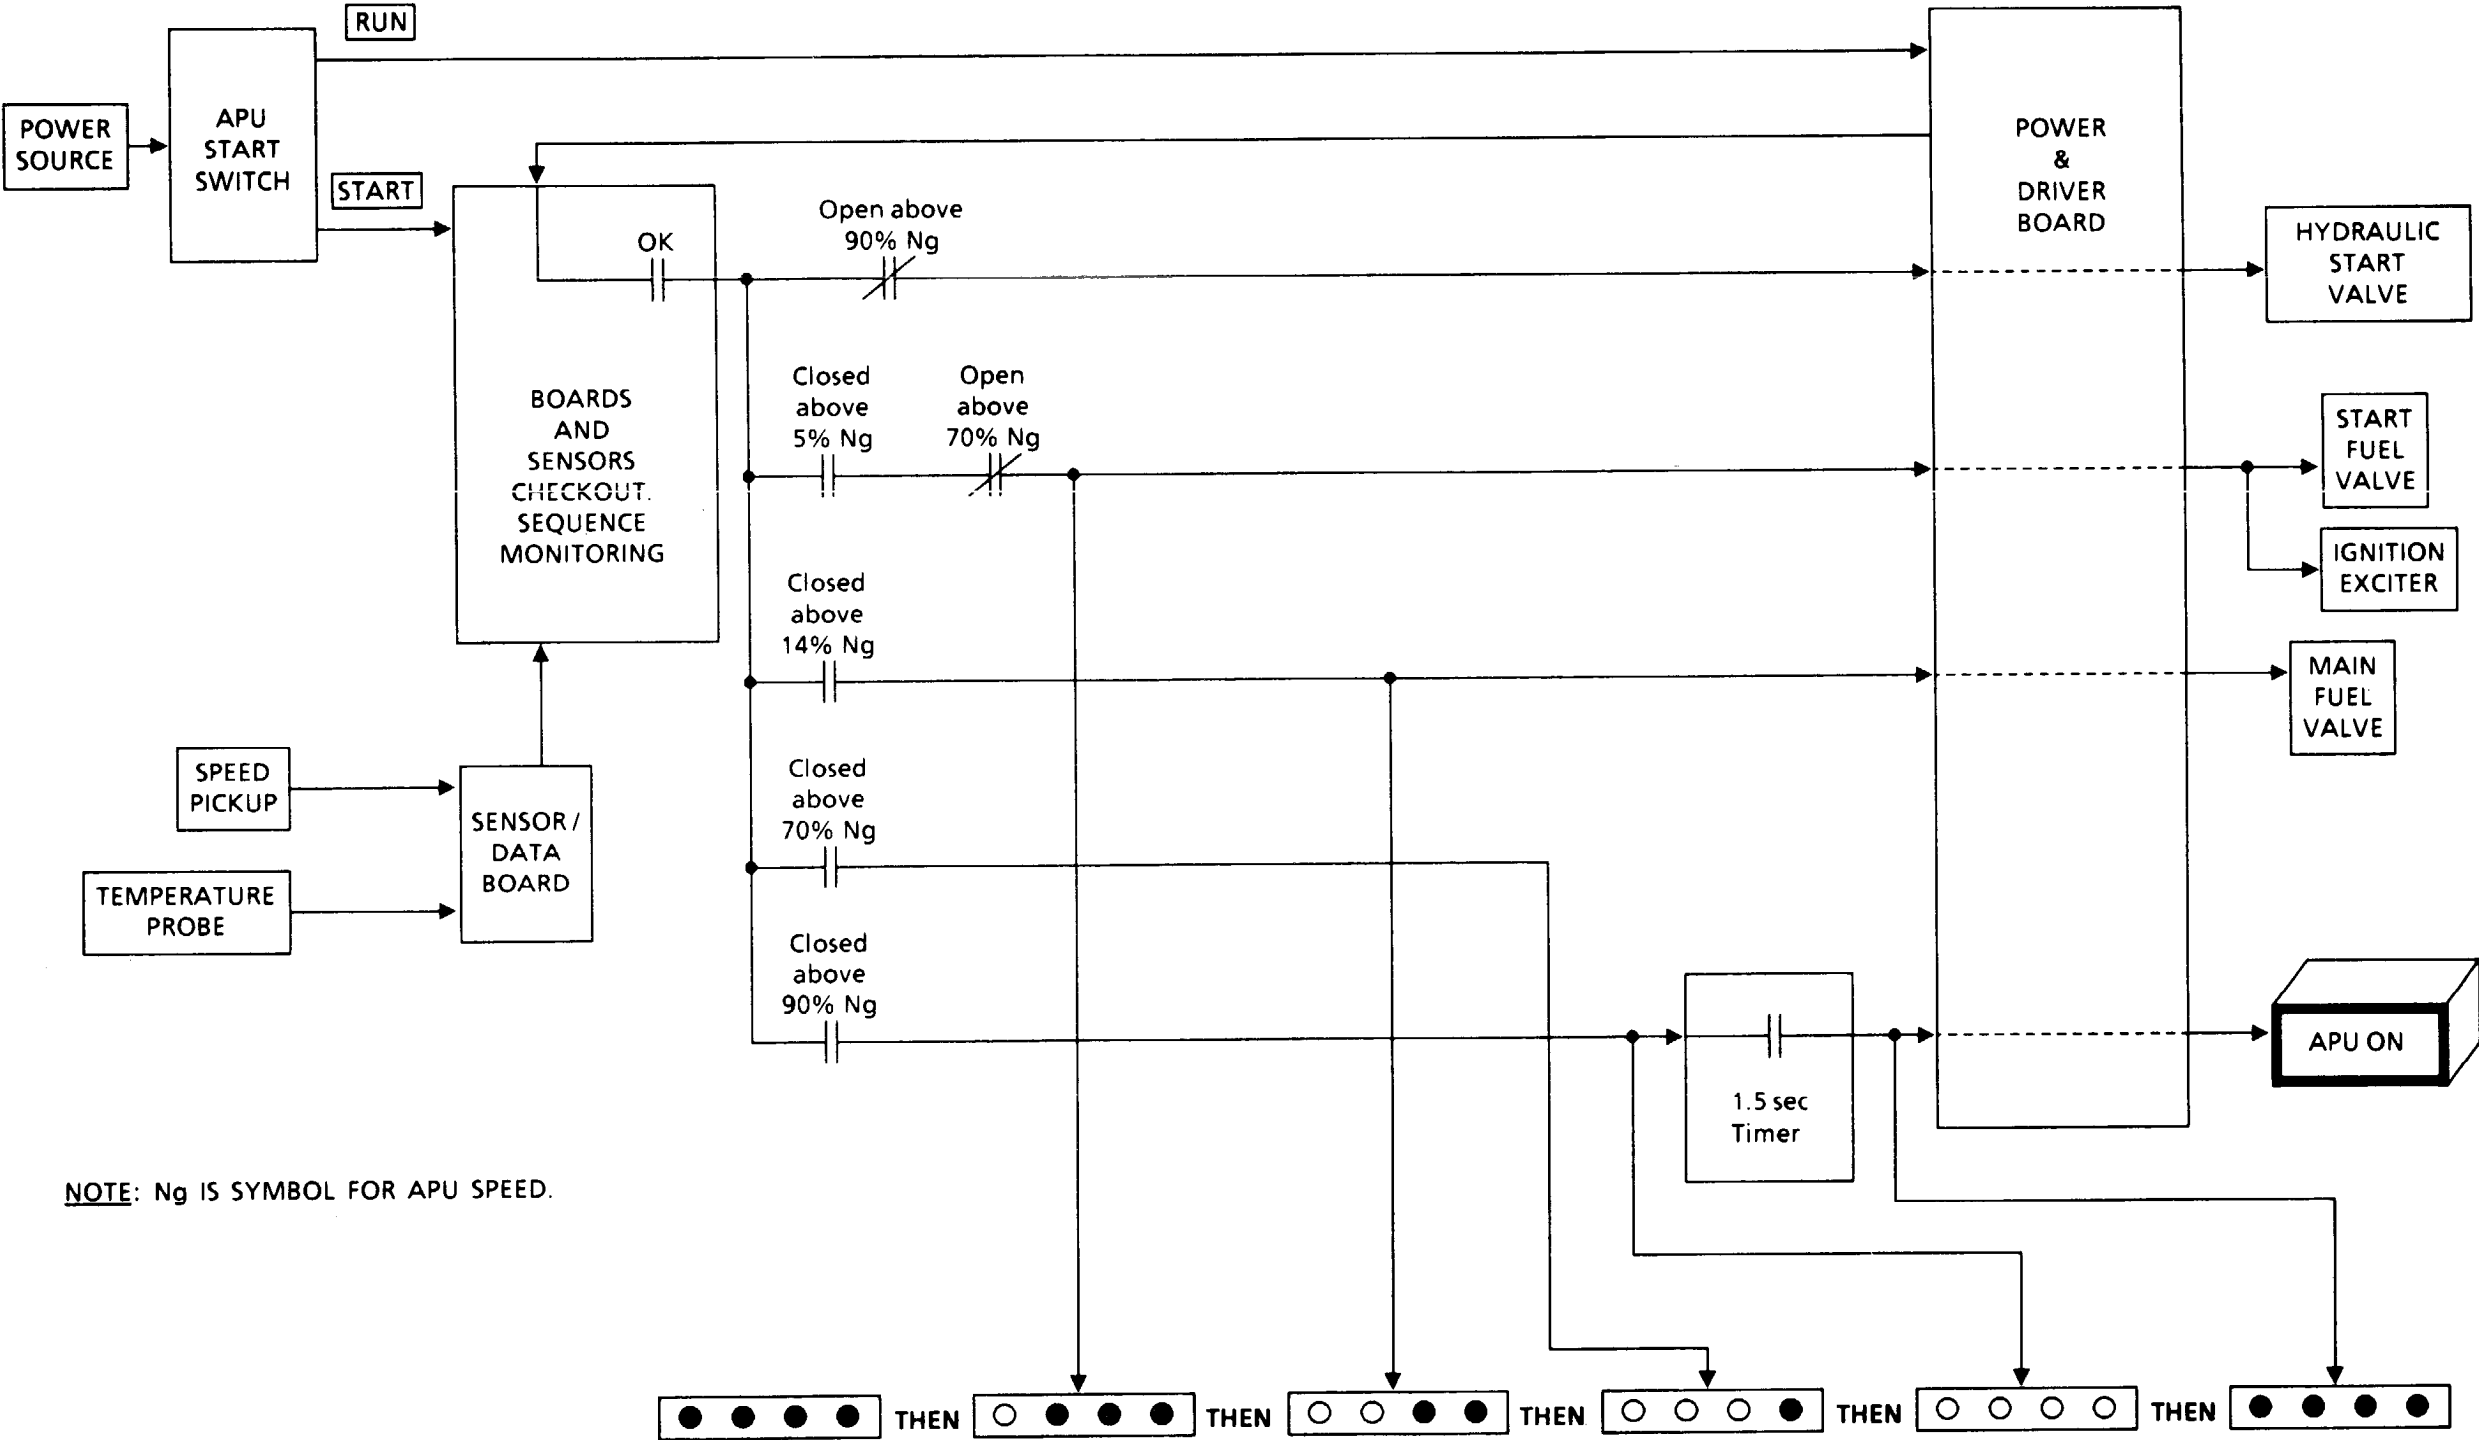 RUN
POWER
SOURCE
APU
START
SWITCH
START
POWER
&
DRIVER
BOARD
OK
Open above
90% Ng
HYDRAULIC
START
VALVE
BOARDS
AND
SENSORS
CHECKOUT.
SEQUENCE
MONITORING
Closed
above
5% Ng
Open
above
70% Ng
START
FUEL
VALVE
IGNITION
EXCITER
Closed
above
14% Ng
MAIN
FUEL
VALVE
SPEED
PICKUP
TEMPERATURE
PROBE
SENSOR/
DATA
BOARD
Closed
above
70% Ng
Closed
above
90% Ng
1.5 sec
Timer
APU ON
NOTE: Ng IS SYMBOL FOR APU SPEED.
THEN THEN THEN THEN THEN